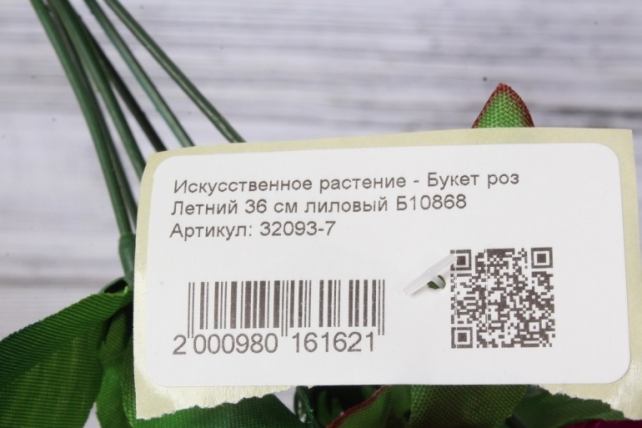 Искусственное растение - Букет роз
Летний 36 см лиловый Б10868
Артикул: 32093-7
2 000980 161621